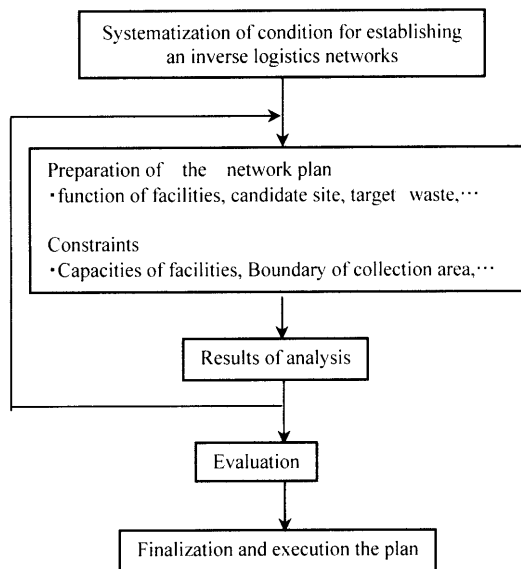 Systematization of condition for establishing
an inverse logistics networks
Preparation of the network plan
・function of facilities, candidate site, target waste,…
Constraints
・Capacities of facilities, Boundary of collection area,…
Results of analysis
Evaluation
Finalization and execution the plan